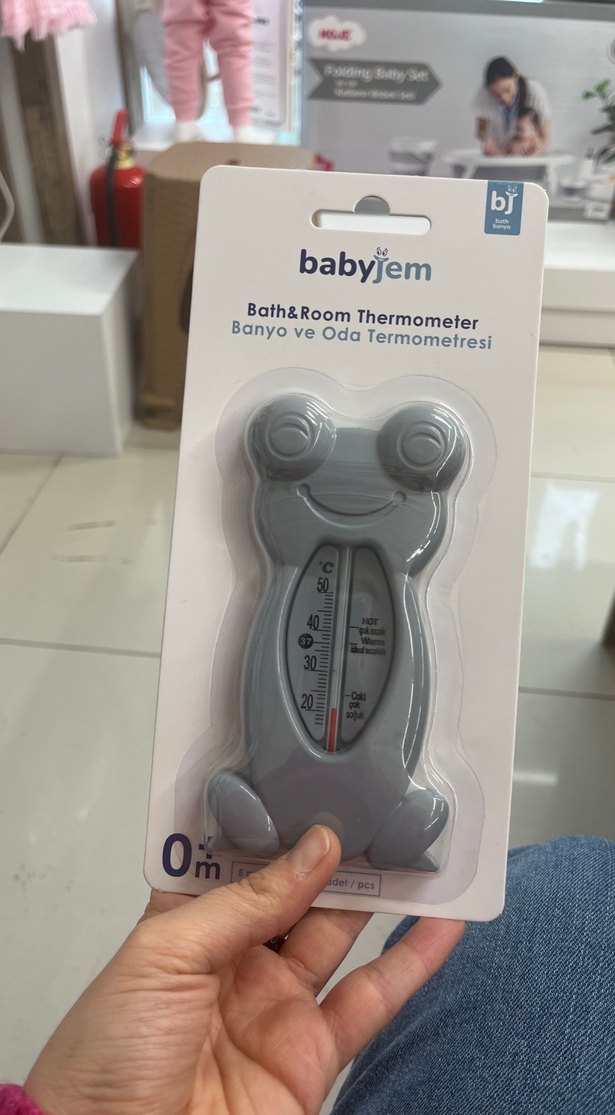 Folding Baby Set
bj
bath
banyo
babyjem
Bath&Room Thermometer
Banyo ve Oda Termometresi
°C
50
40
37
30
20
HOT
çok sıcak
Warm
ideal sıcaklık
Cold
çok
soğuk
0+
m
adet / pcs